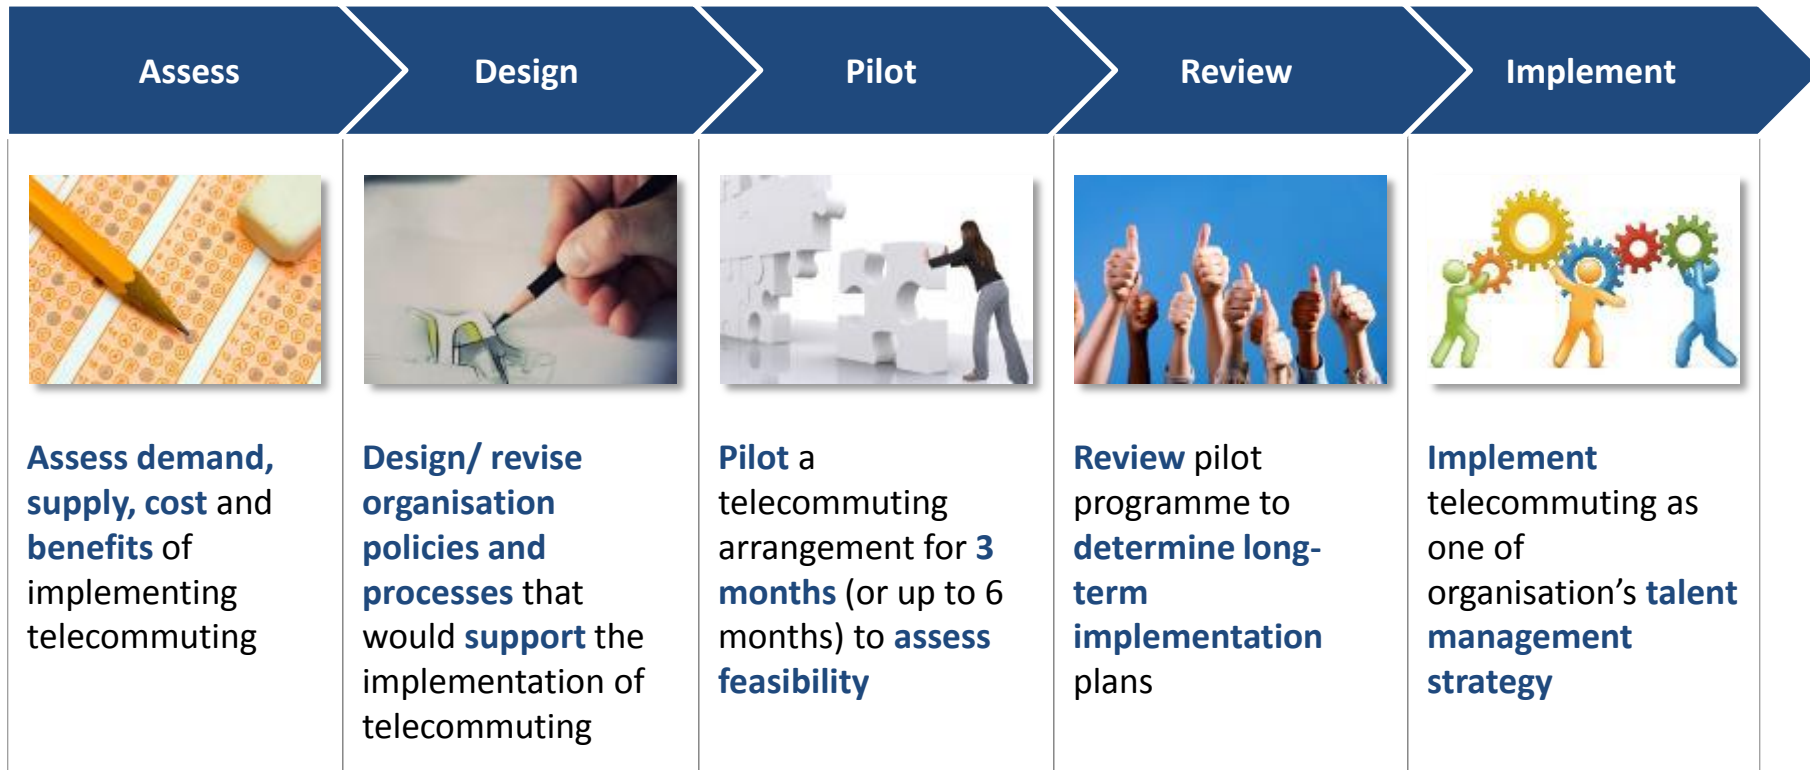 Assess
Design
Pilot
Review
Implement
Assess demand,
supply, cost and
benefits of
implementing
telecommuting
Design/ revise
organisation
policies and
processes that
would support the
implementation of
telecommuting
Pilot a
telecommuting
arrangement for 3
months (or up to 6
months) to assess
feasibility
Review pilot
programme to
determine long-
term
implementation
plans
Implement
telecommuting as
one of
organisation’s talent
management
strategy